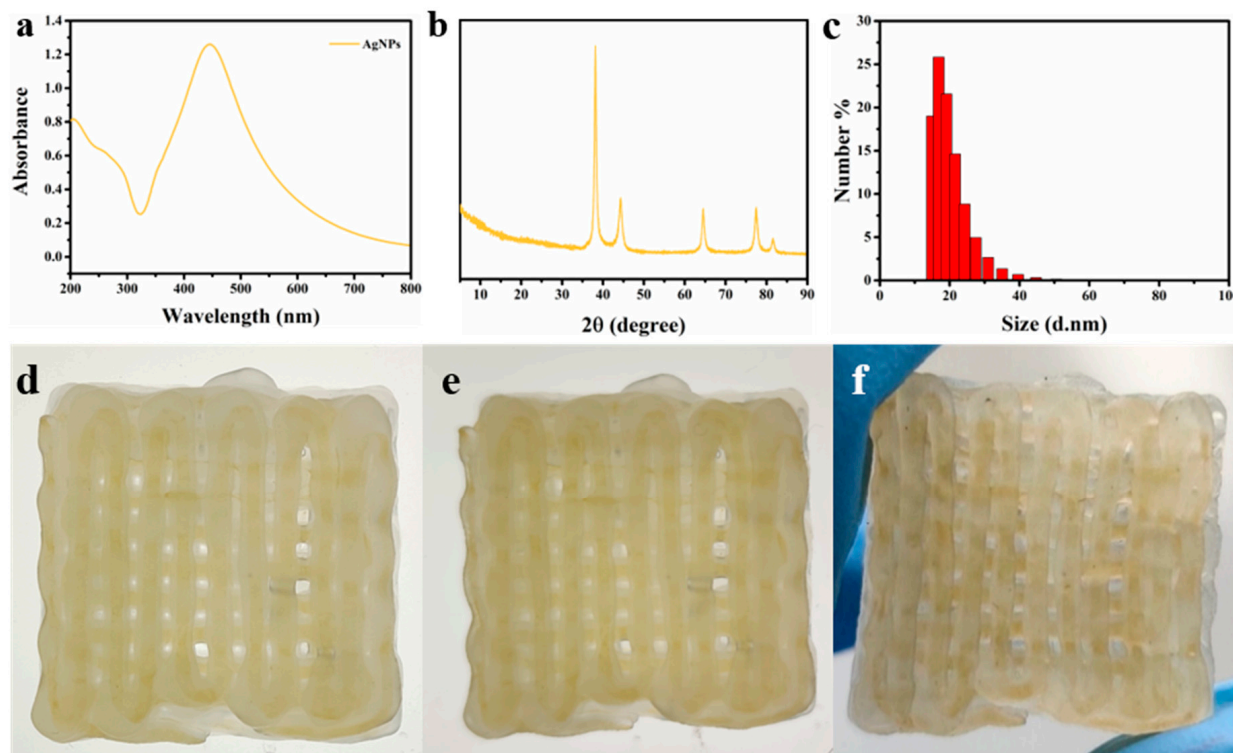 a
1.4
1.2
1.0
0.8
0.6
0.4
0.2
0.0
Absorbance
200 300 400 500 600 700 800
Wavelength (nm)
AgNPs
b
10 20 30 40 50 60 70 80 90
2θ (degree)
c
30
25
20
15
10
5
0
Number %
0 20 40 60 80 10
Size (d.nm)
d
e
f